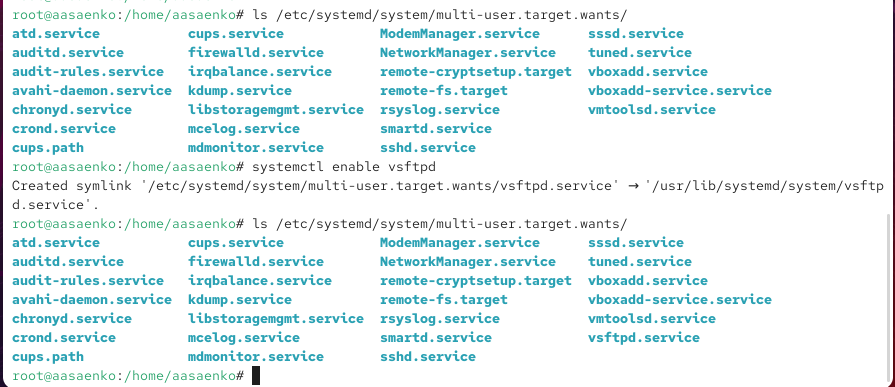 root@aasaenko:/home/aasaenko# ls /etc/systemd/system/multi-user.target.wants/
atd.service cups.service ModemManager.service sssd.service
auditd.service firewalld.service NetworkManager.service tuned.service
audit-rules.service irqbalance.service remote-cryptsetup.target vboxadd.service
avahi-daemon.service kdump.service remote-fs.target vboxadd-service.service
chronyd.service libstoragemgmt.service rsyslog.service vmtoolsd.service
crond.service mcelog.service smartd.service
cups.path mdmonitor.service sshd.service
root@aasaenko:/home/aasaenko# systemctl enable vsftpd
Created symlink '/etc/systemd/system/multi-user.target.wants/vsftpd.service' → '/usr/lib/systemd/system/vsftp
d.service'.
root@aasaenko:/home/aasaenko# ls /etc/systemd/system/multi-user.target.wants/
atd.service cups.service ModemManager.service sssd.service
auditd.service firewalld.service NetworkManager.service tuned.service
audit-rules.service irqbalance.service remote-cryptsetup.target vboxadd.service
avahi-daemon.service kdump.service remote-fs.target vboxadd-service.service
chronyd.service libstoragemgmt.service rsyslog.service vmtoolsd.service
crond.service mcelog.service smartd.service vsftpd.service
cups.path mdmonitor.service sshd.service
root@aasaenko:/home/aasaenko#